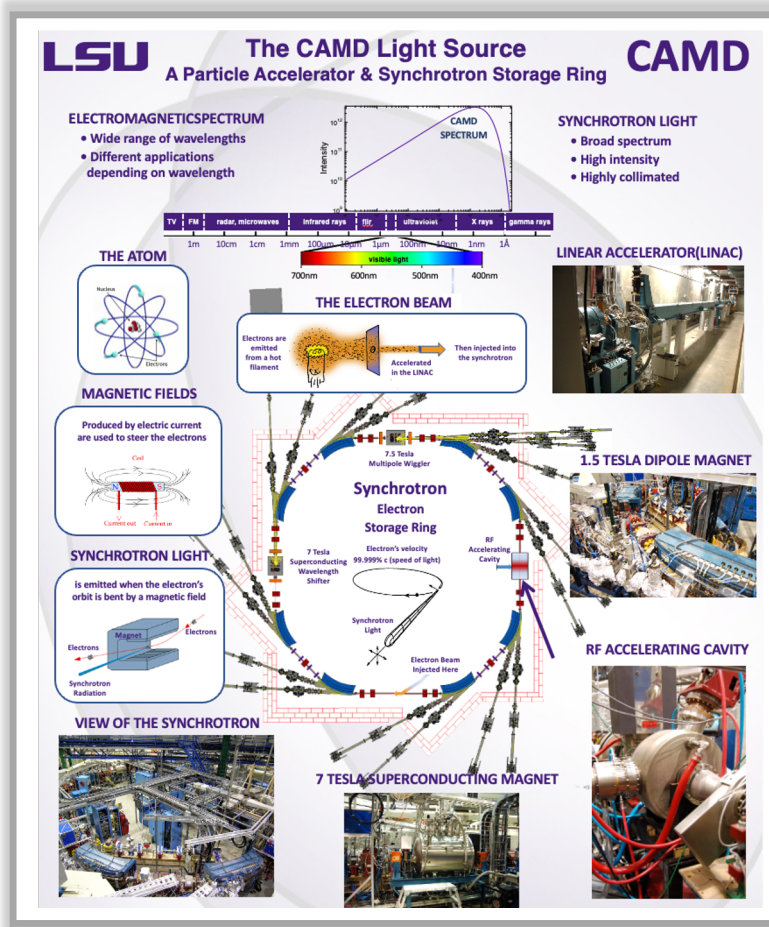 LSU
The CAMD Light Source
A Particle Accelerator & Synchrotron Storage Ring
CAMD
ELECTROMAGNETICSPECTRUM
• Wide range of wavelengths
• Different applications
depending on wavelength
Intensity
CAMD
SPECTRUM
SYNCHROTRON LIGHT
• Broad spectrum
• High intensity
• Highly collimated
TV FM radar, microwaves infrared rays ultraviolet X rays gamma rays
1m 10cm 1cm 1mm 100µm 10µm 1µm 100nm 10nm 1nm 1Å
visible light
700nm 600nm 500nm 400nm
THE ATOM
Nucleus
Electrons
LINEAR ACCELERATOR(LINAC)
THE ELECTRON BEAM
Electrons are
emitted
from a hot
filament
Accelerated
in the LINAC
Then injected into
the synchrotron
MAGNETIC FIELDS
Produced by electric current
are used to steer the electrons
Coil
N S
Current out Current in
7.5 Tesla
Multipole Wiggler
Synchrotron
Electron
Storage Ring
Electron's velocity
99.999% c (speed of light)
7 Tesla
Superconducting
Wavelength
Shifter
RF
Accelerating
Cavity
Synchrotron
Light
Electron Beam
Injected Here
1.5 TESLA DIPOLE MAGNET
SYNCHROTRON LIGHT
is emitted when the electron's
orbit is bent by a magnetic field
Magnet
Electrons
Electrons
Synchrotron
Radiation
RF ACCELERATING CAVITY
VIEW OF THE SYNCHROTRON
7 TESLA SUPERCONDUCTING MAGNET